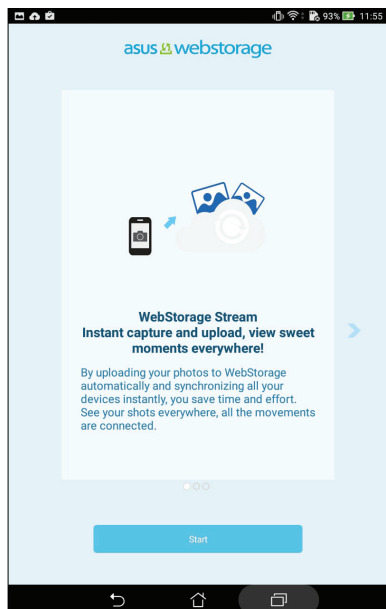 93% 11:55
asus webstorage
WebStorage Stream
Instant capture and upload, view sweet
moments everywhere!
By uploading your photos to WebStorage
automatically and synchronizing all your
devices instantly, you save time and effort.
See your shots everywhere, all the movements
are connected.
Start